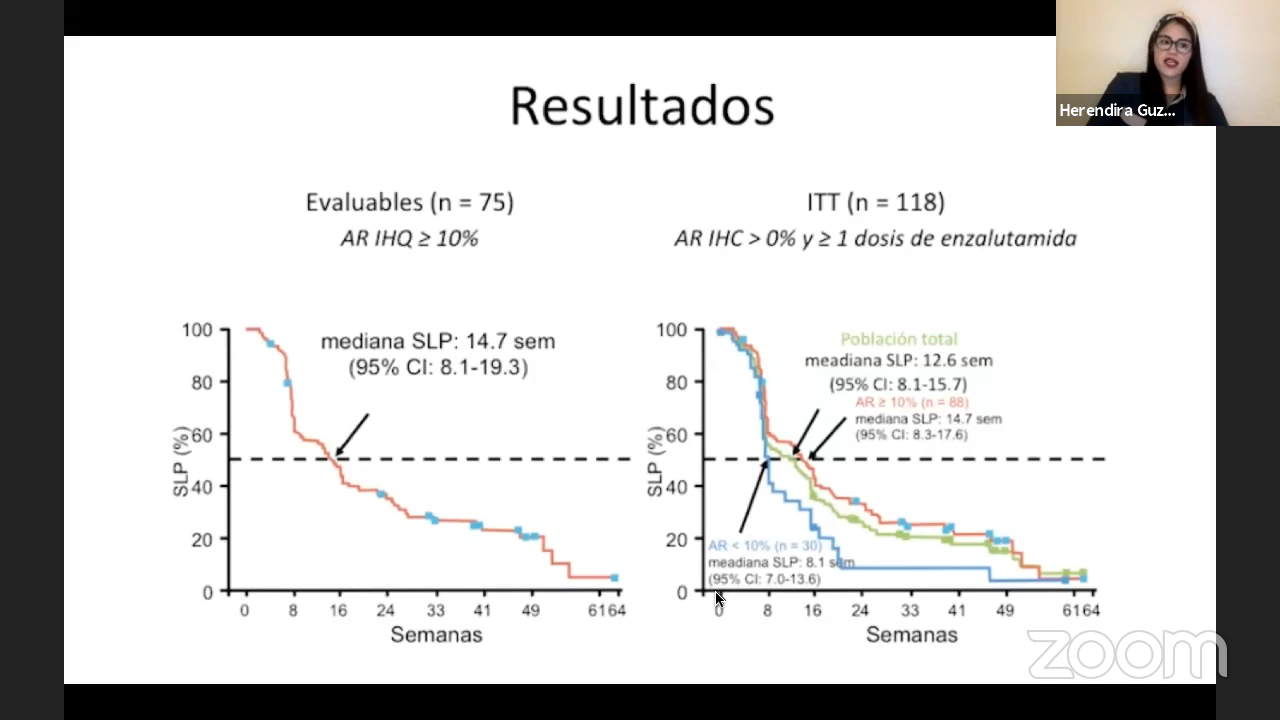 Herendira Guz...
Resultados
Evaluables (n = 75)
AR IHQ ≥ 10%
mediana SLP: 14.7 sem
(95% CI: 8.1-19.3)
SLP (%)
100
80
60
40
20
0
0 8 16 24 33 41 49 61 64
Semanas
ITT (n = 118)
AR IHC > 0% y ≥ 1 dosis de enzalutamida
Población total
meadiana SLP: 12.6 sem
(95% CI: 8.1-15.7)
AR ≥ 10% (n = 88)
mediana SLP: 14.7 sem
(95% CI: 8.3-17.6)
AR < 10% (n = 30)
meadiana SLP: 8.1 sem
(95% CI: 7.0-13.6)
SLP (%)
100
80
60
40
20
0
0 8 16 24 33 41 49 61 64
Semanas
zoom